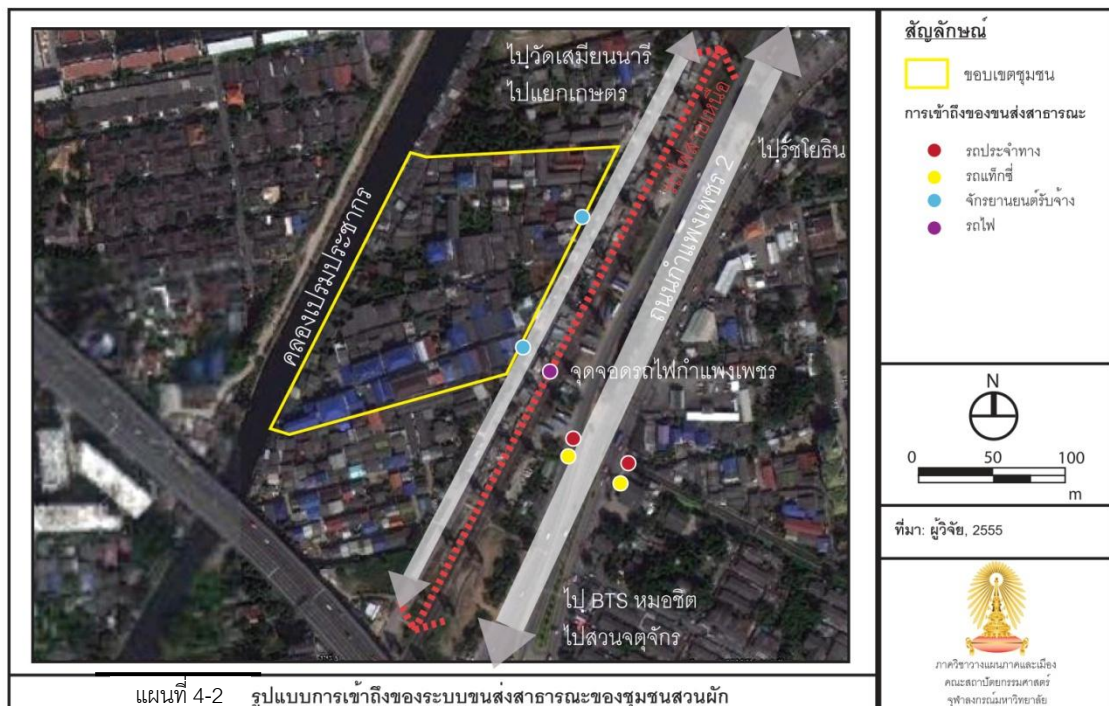 ไปวัดเสมียนนารี
ไปแยกเกษตร
รถไฟสายเหนือ
ไปรัชโยธิน
คลองเปรมประชากร
ถนนกำแพงเพชร 2
จุดจอดรถไฟกำแพงเพชร
ไป BTS หมอชิต
ไปสวนจตุจักร
สัญลักษณ์
ขอบเขตชุมชน
การเข้าถึงของขนส่งสาธารณะ
รถประจำทาง
รถแท็กซี่
จักรยานยนต์รับจ้าง
รถไฟ
N
0 50 100
m
ที่มา: ผู้วิจัย, 2555
ภาควิชาวางแผนภาคและเมือง
คณะสถาปัตยกรรมศาสตร์
จุฬาลงกรณ์มหาวิทยาลัย
แผนที่ 4-2 รูปแบบการเข้าถึงของระบบขนส่งสาธารณะของชุมชนสวนผัก